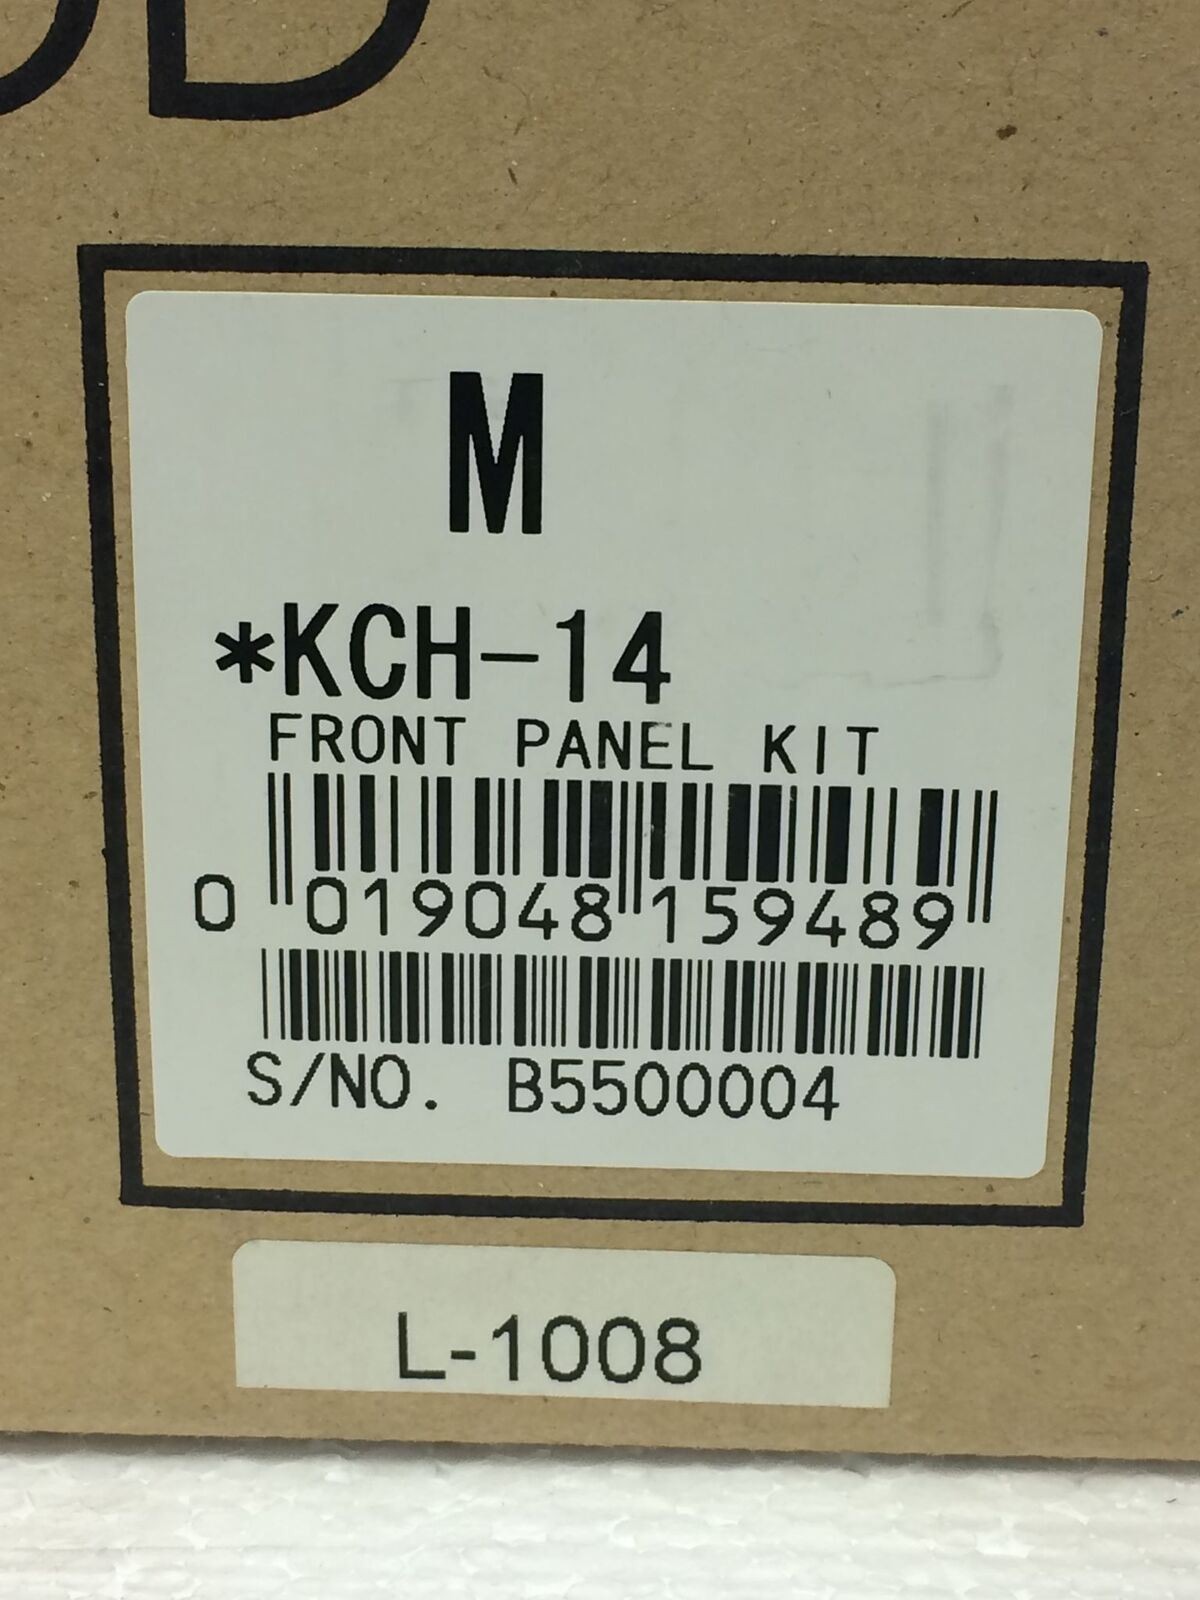 M
*KCH-14
FRONT PANEL KIT
0 019048 159489
S/NO. B5500004
L-1008